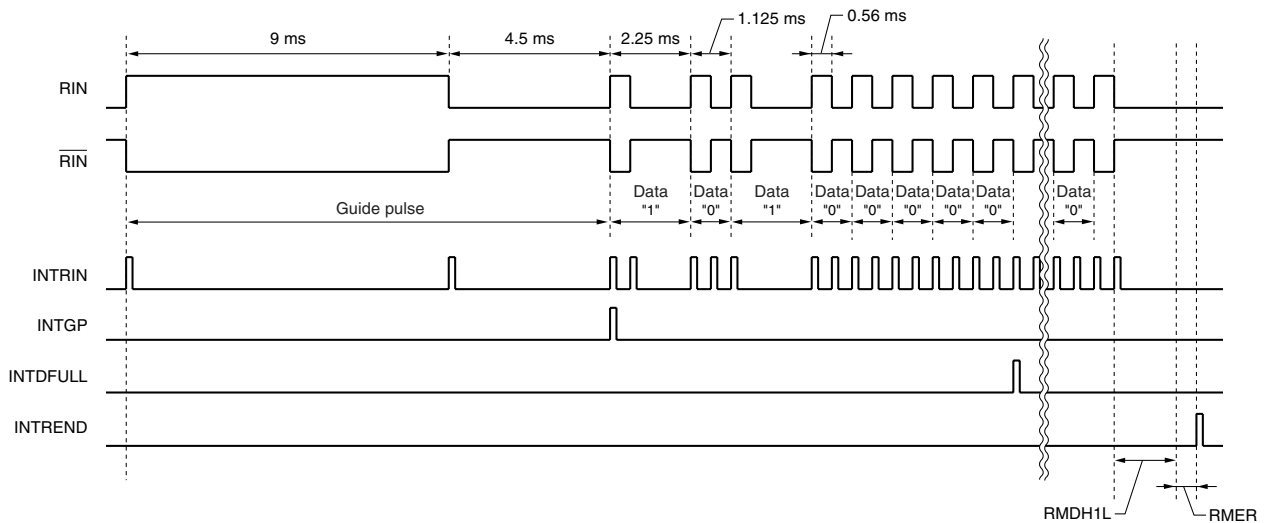 9 ms
4.5 ms
2.25 ms
1.125 ms
0.56 ms
RIN
RIN
Guide pulse
Data "1"
Data "0"
Data "1"
Data "0"
Data "0"
Data "0"
Data "0"
Data "0"
Data "0"
INTRIN
INTGP
INTDFULL
INTREND
RMDH1L
RMER